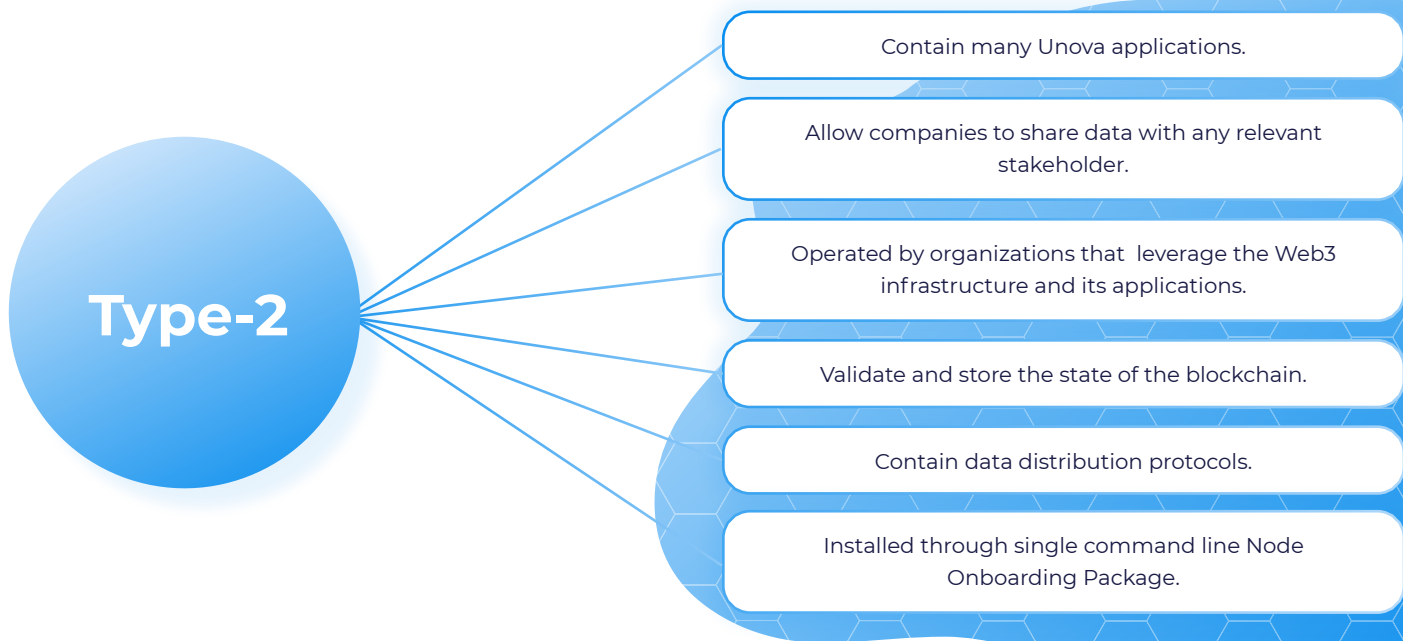 Type-2
Contain many Unova applications.
Allow companies to share data with any relevant
stakeholder.
Operated by organizations that  leverage the Web3
infrastructure and its applications.
Validate and store the state of the blockchain.
Contain data distribution protocols.
Installed through single command line Node
Onboarding Package.